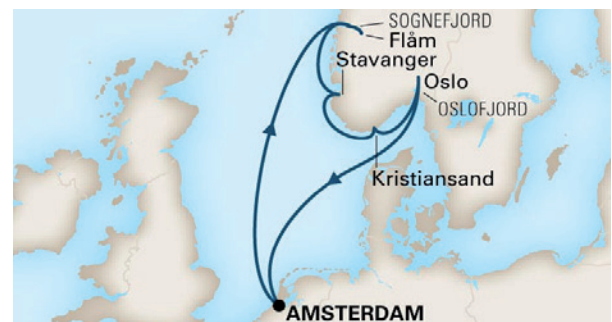 SOGNEFJORD
Flåm
Stavanger
Oslo
OSLOFJORD
Kristiansand
AMSTERDAM